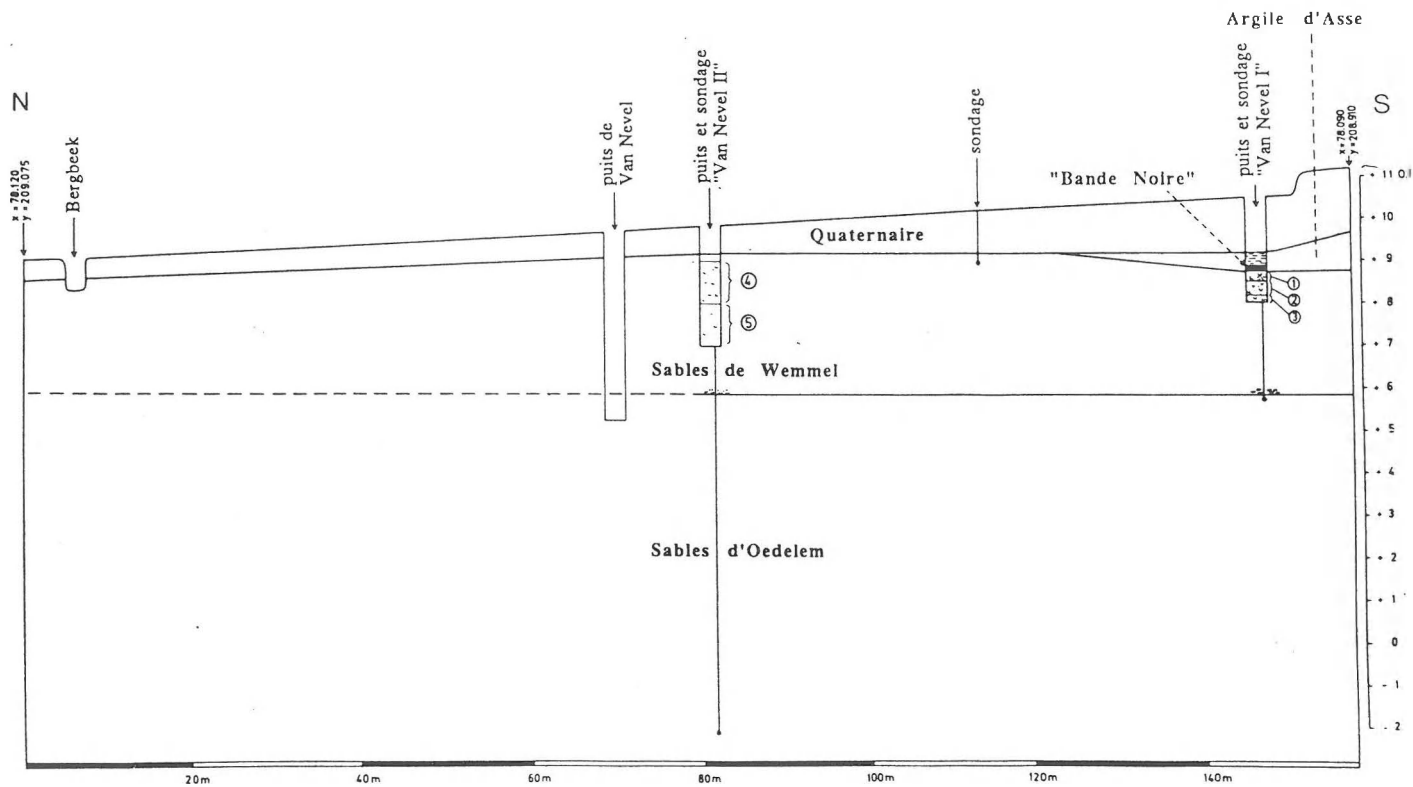 Argile d'Asse
N
x = 78.120
y = 209.075
Bergbeek
puits de
Van Nevel
puits et sondage
"Van Nevel II"
sondage
puits et sondage
"Van Nevel I"
x = 78.090
y = 208.910
S
"Bande Noire"
Quaternaire
④
⑤
①
②
③
Sables de Wemmel
Sables d'Oedelem
+ 11
+ 10
+ 9
+ 8
+ 7
+ 6
+ 5
+ 4
+ 3
+ 2
+ 1
0
- 1
- 2
20m
40m
60m
80m
100m
120m
140m